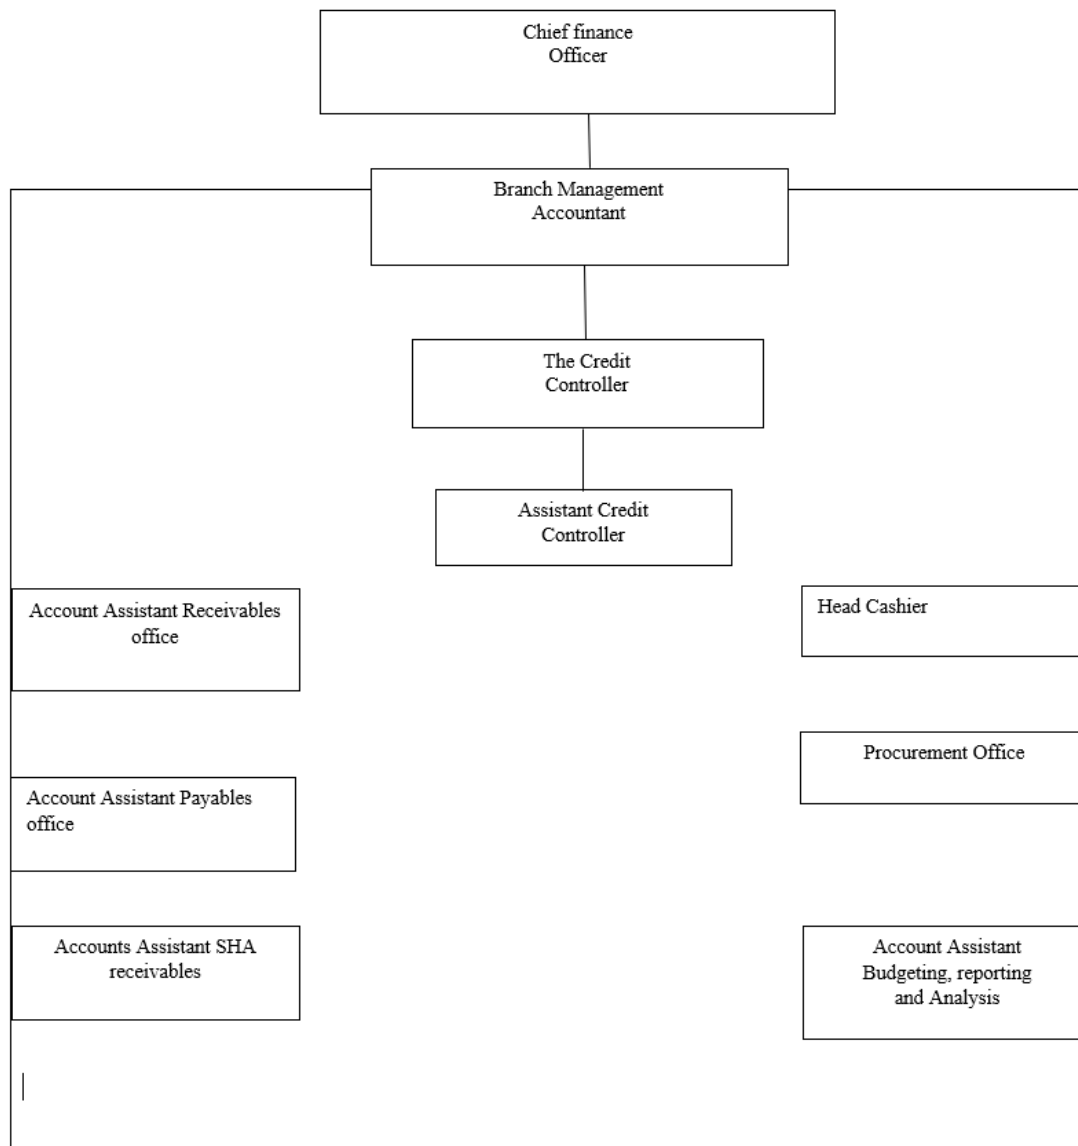 Chief finance
Officer
Branch Management
Accountant
The Credit
Controller
Assistant Credit
Controller
Account Assistant Receivables
office
Head Cashier
Procurement Office
Account Assistant Payables
office
Accounts Assistant SHA
receivables
Account Assistant
Budgeting, reporting
and Analysis